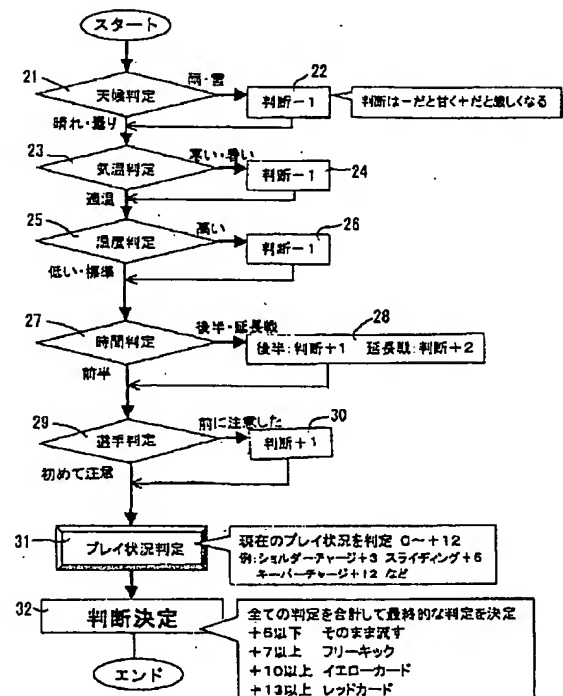 スタート
21
天候判定
雨・雪
22
判断－1
判断は－だと甘く＋だと厳しくなる
晴れ・曇り
23
気温判定
寒い・暑い
判断－1
24
適温
25
湿度判定
高い
26
判断－1
低い・標準
27
時間判定
後半・延長戦
28
後半:判断＋1 延長戦:判断＋2
前半
29
選手判定
前に注意した
30
判断＋1
初めて注意
31
プレイ状況判定
現在のプレイ状況を判定 0～＋12
例:ショルダーチャージ＋3 スライディング＋6
キーパーチャージ＋12 など
32
判断決定
全ての判定を合計して最終的な判定を決定
＋6以下 そのまま流す
＋7以上 フリーキック
＋10以上 イエローカード
＋13以上 レッドカード
エンド